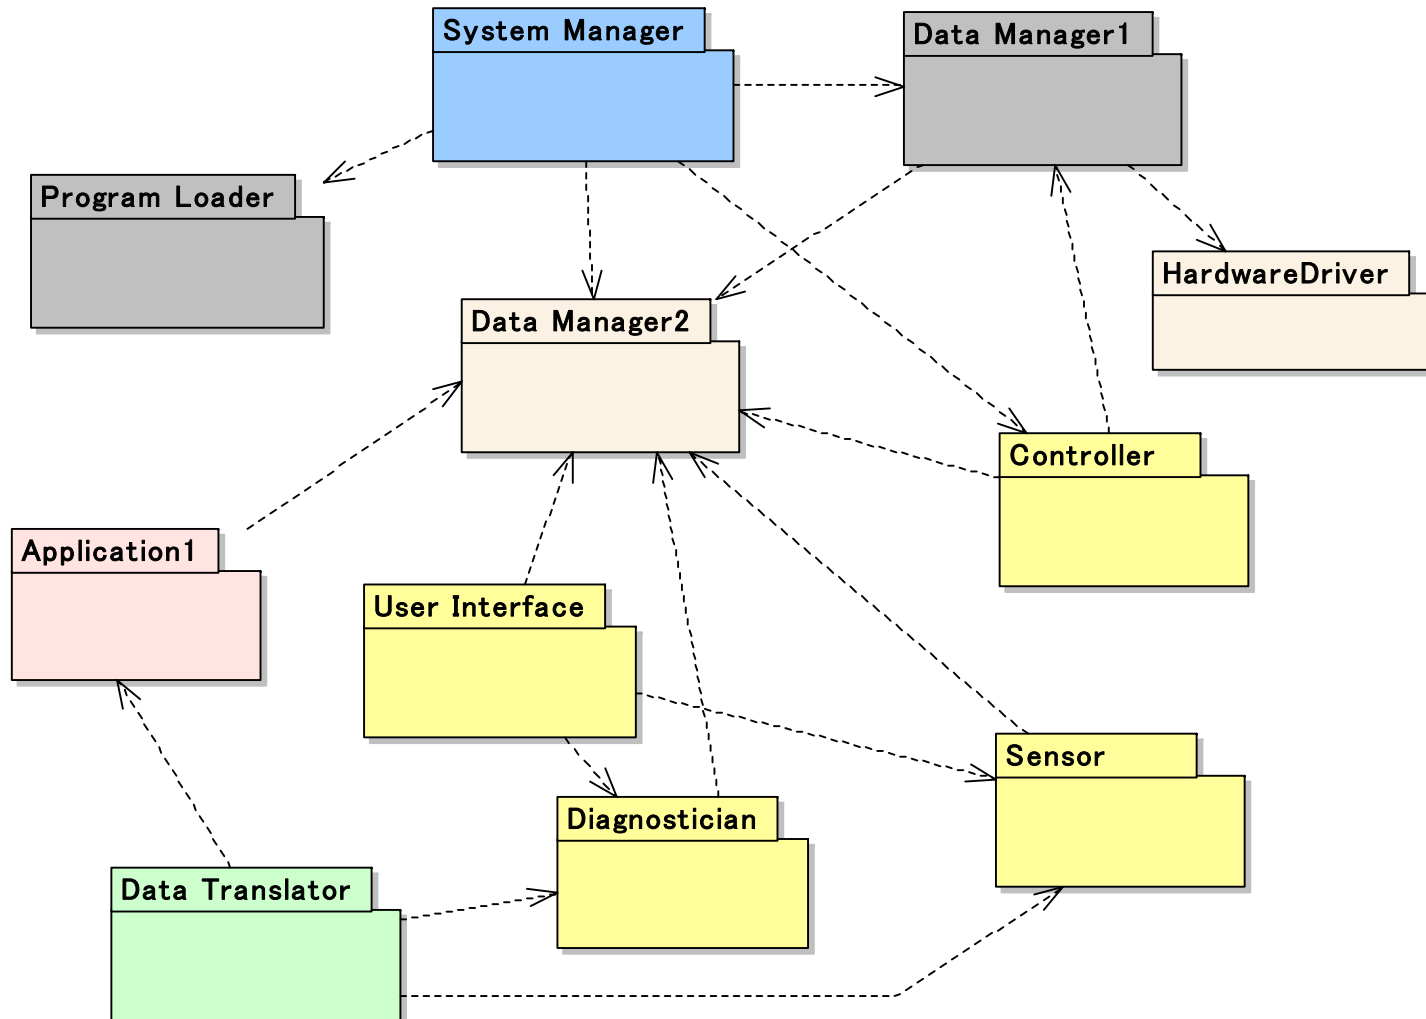 System Manager
Data Manager1
Program Loader
HardwareDriver
Data Manager2
Controller
Application1
User Interface
Sensor
Diagnostician
Data Translator